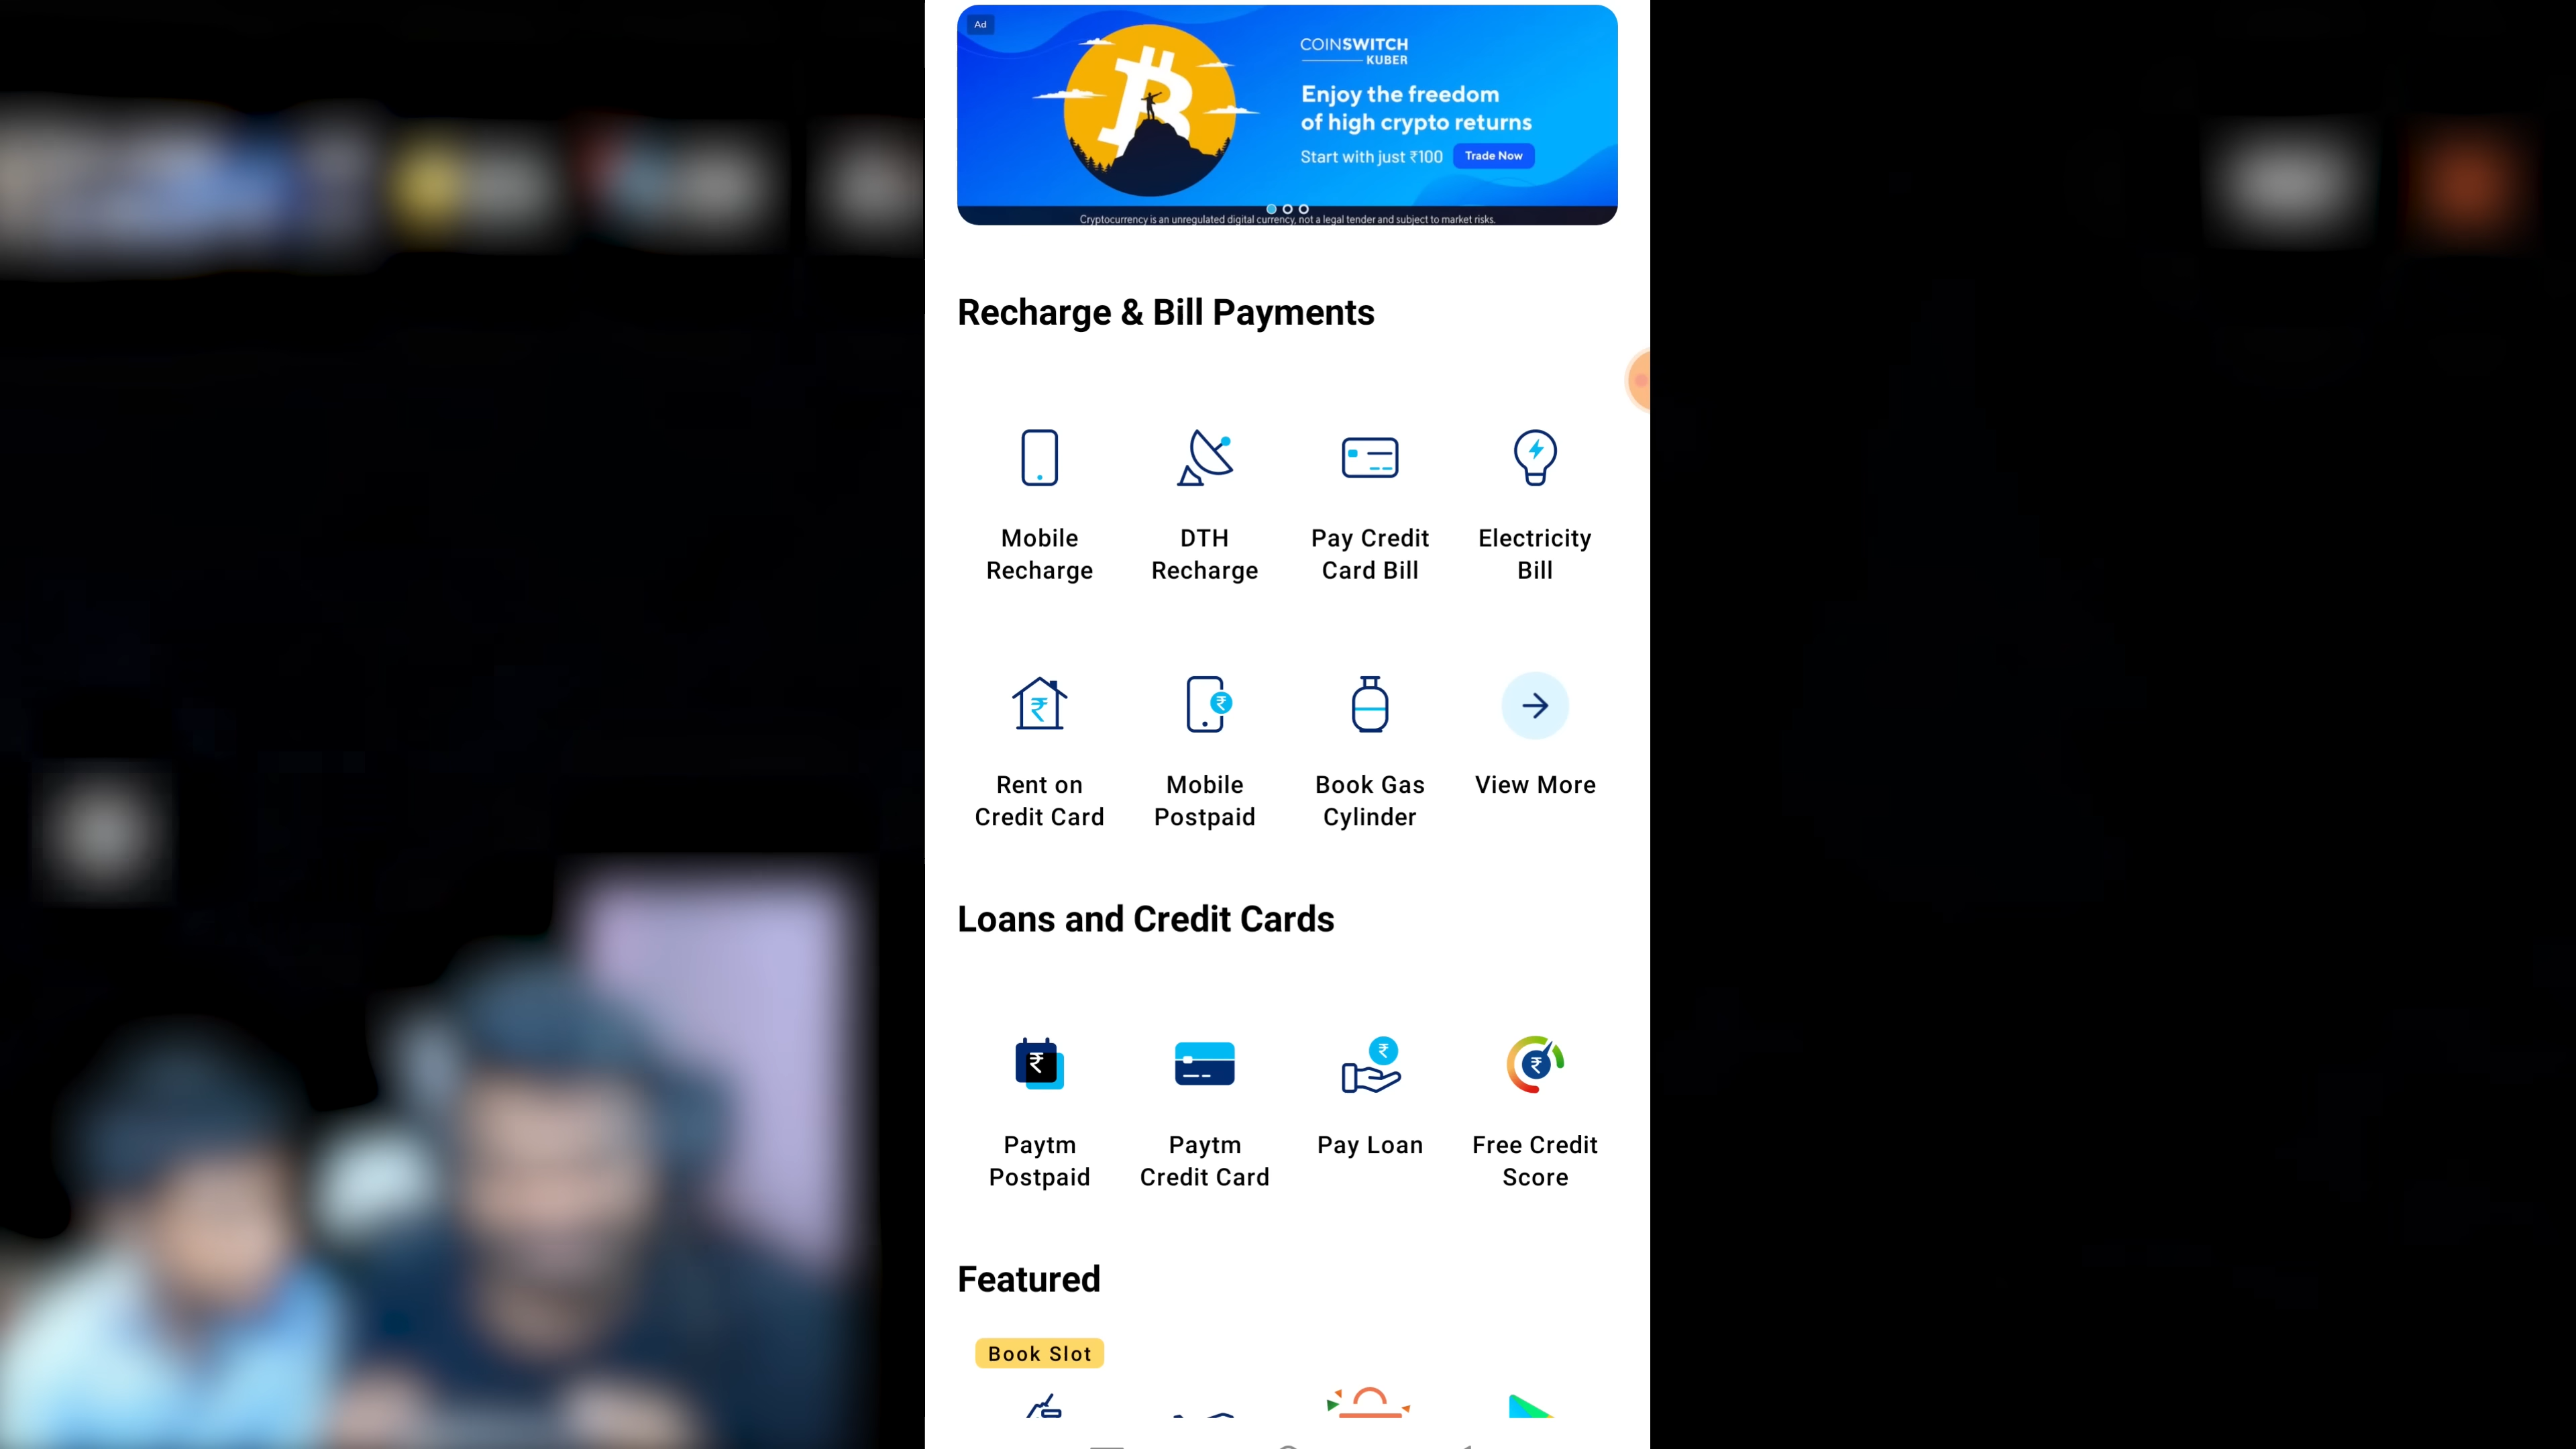 Ad
COINSWITCH
KUBER
Enjoy the freedom
of high crypto returns
Start with just ₹100
Trade Now
Cryptocurrency is an unregulated digital currency, not a legal tender and subject to market risks.
Recharge & Bill Payments
Mobile
Recharge
DTH
Recharge
Pay Credit
Card Bill
Electricity
Bill
Rent on
Credit Card
Mobile
Postpaid
Book Gas
Cylinder
View More
Loans and Credit Cards
Paytm
Postpaid
Paytm
Credit Card
Pay Loan
Free Credit
Score
Featured
Book Slot